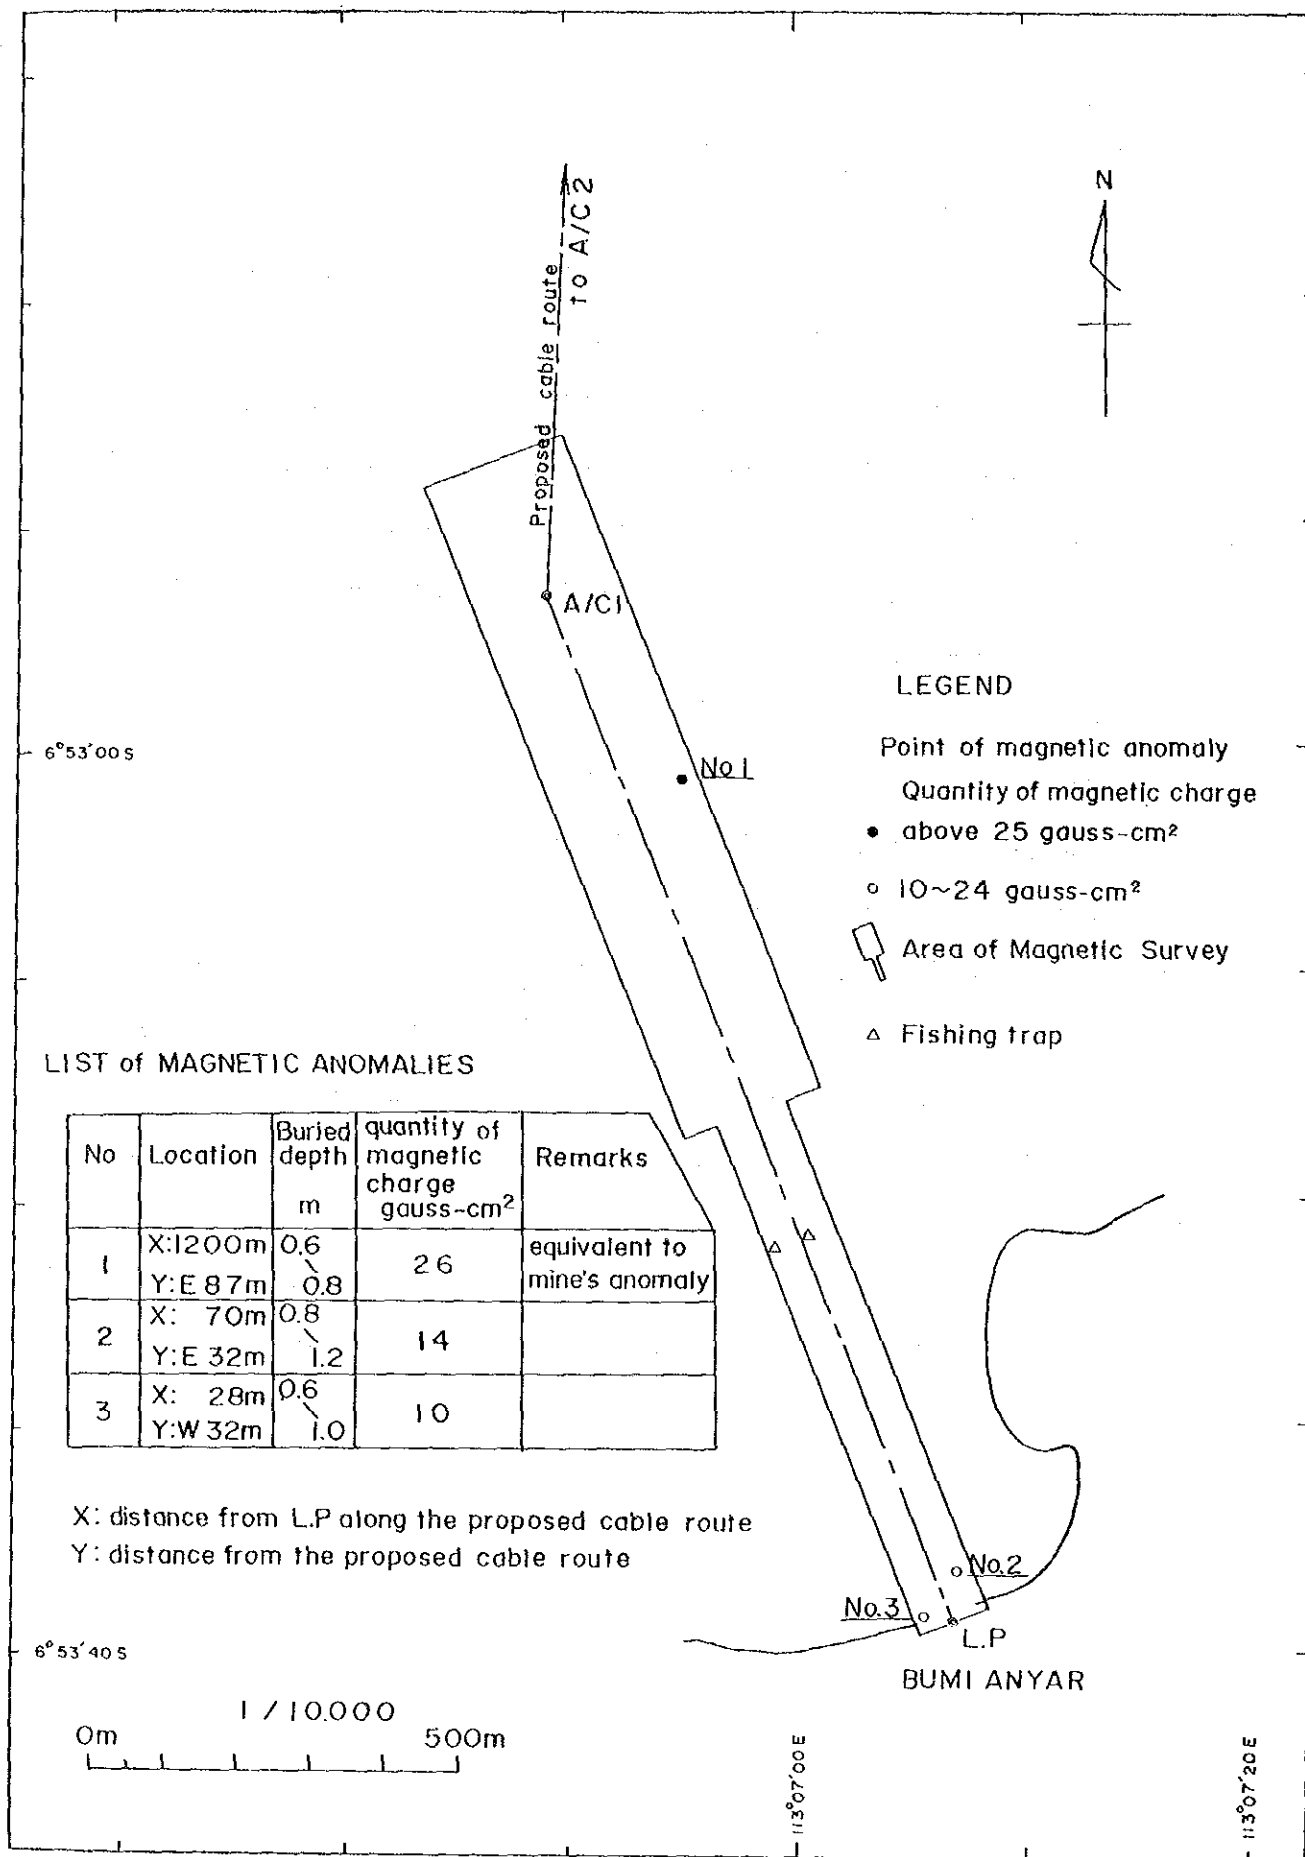 N
Proposed cable route
to A/C2
A/C1
LEGEND
Point of magnetic anomaly
Quantity of magnetic charge
● above 25 gauss-cm²
○ 10~24 gauss-cm²
Area of Magnetic Survey
△ Fishing trap
6°53'00S
No1
LIST of MAGNETIC ANOMALIES
No Location Buried depth m quantity of magnetic charge gauss-cm² Remarks
1 X:1200m Y:E 87m 0.6 \ 0.8 26 equivalent to mine's anomaly
2 X: 70m Y:E 32m 0.8 \ 1.2 14
3 X: 28m Y:W 32m 0.6 \ 1.0 10
X: distance from L.P along the proposed cable route
Y: distance from the proposed cable route
No.2
No.3
L.P
BUMI ANYAR
6°53'40S
1/10.000
0m 500m
113°07'00E
113°07'20E